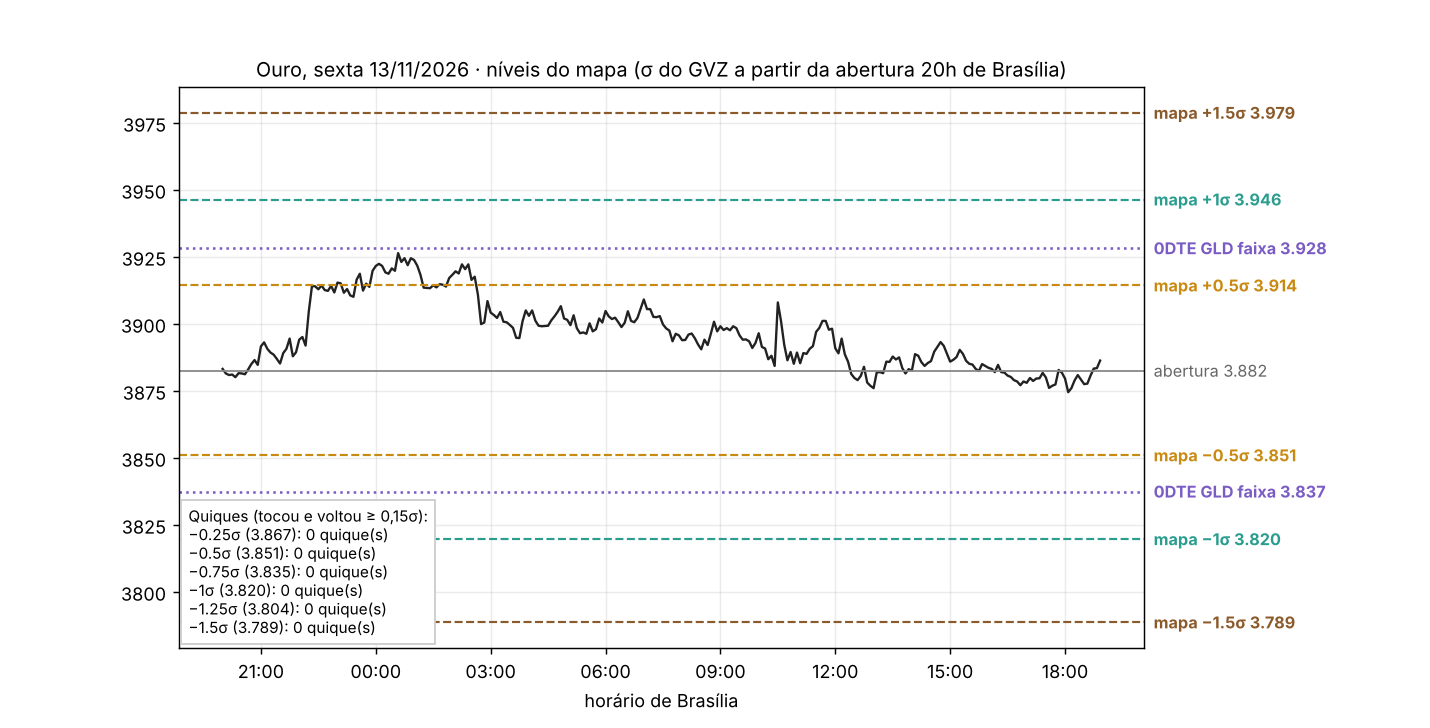 Ouro, sexta 13/11/2026 · níveis do mapa (σ do GVZ a partir da abertura 20h de Brasília)
3975
3950
3925
3900
3875
3850
3825
3800
mapa +1.5σ 3.979
mapa +1σ 3.946
0DTE GLD faixa 3.928
mapa +0.5σ 3.914
abertura 3.882
mapa −0.5σ 3.851
0DTE GLD faixa 3.837
mapa −1σ 3.820
mapa −1.5σ 3.789
Quiques (tocou e voltou ≥ 0,15σ):
−0.25σ (3.867): 0 quique(s)
−0.5σ (3.851): 0 quique(s)
−0.75σ (3.835): 0 quique(s)
−1σ (3.820): 0 quique(s)
−1.25σ (3.804): 0 quique(s)
−1.5σ (3.789): 0 quique(s)
21:00 00:00 03:00 06:00 09:00 12:00 15:00 18:00
horário de Brasília